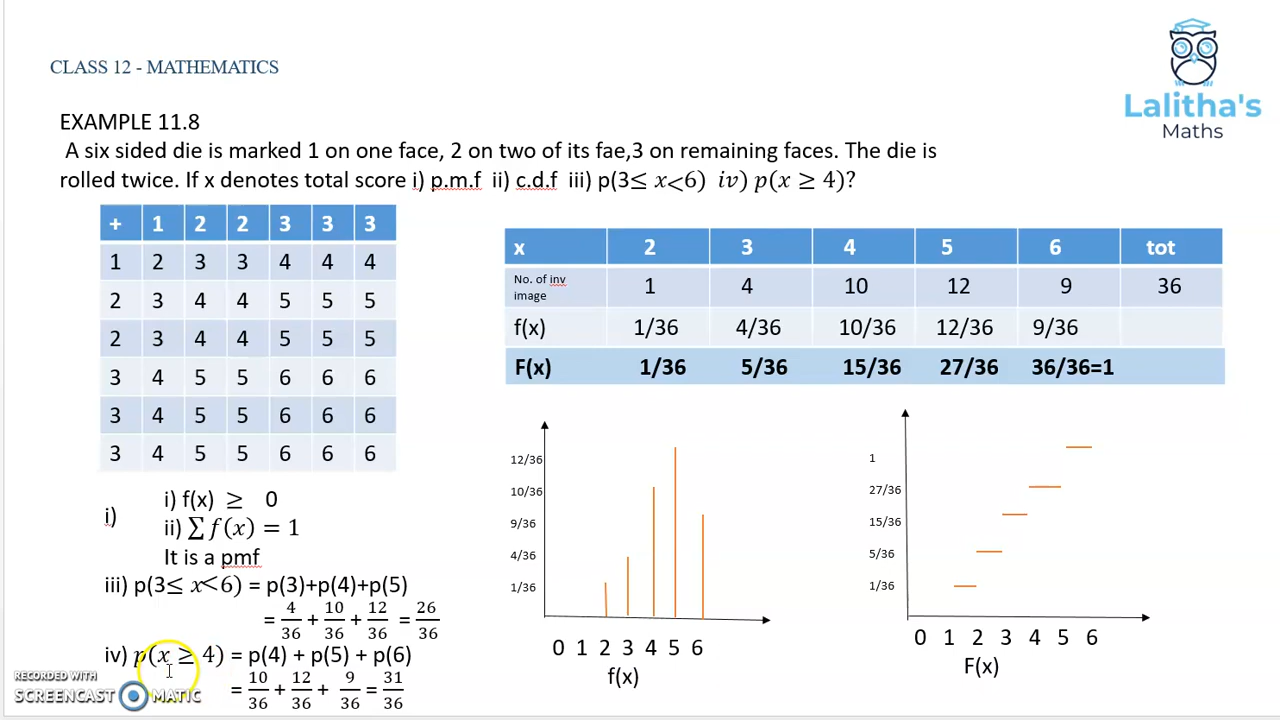 CLASS 12 - MATHEMATICS
Lalitha's
Maths
EXAMPLE 11.8
A six sided die is marked 1 on one face, 2 on two of its fae,3 on remaining faces. The die is
rolled twice. If x denotes total score i) p.m.f ii) c.d.f iii) p(3≤ x<6) iv) p(x ≥ 4)?
+ 1 2 2 3 3 3
1 2 3 3 4 4 4
2 3 4 4 5 5 5
2 3 4 4 5 5 5
3 4 5 5 6 6 6
3 4 5 5 6 6 6
3 4 5 5 6 6 6
x 2 3 4 5 6 tot
No. of inv image 1 4 10 12 9 36
f(x) 1/36 4/36 10/36 12/36 9/36
F(x) 1/36 5/36 15/36 27/36 36/36=1
i)
i) f(x) ≥ 0
ii) ∑ f(x) = 1
It is a pmf
iii) p(3≤ x<6) = p(3)+p(4)+p(5)
= 4/36 + 10/36 + 12/36 = 26/36
iv) p(x ≥ 4) = p(4) + p(5) + p(6)
= 10/36 + 12/36 + 9/36 = 31/36
12/36
10/36
9/36
4/36
1/36
0 1 2 3 4 5 6
f(x)
1
27/36
15/36
5/36
1/36
0 1 2 3 4 5 6
F(x)
RECORDED WITH
SCREENCAST MATIC